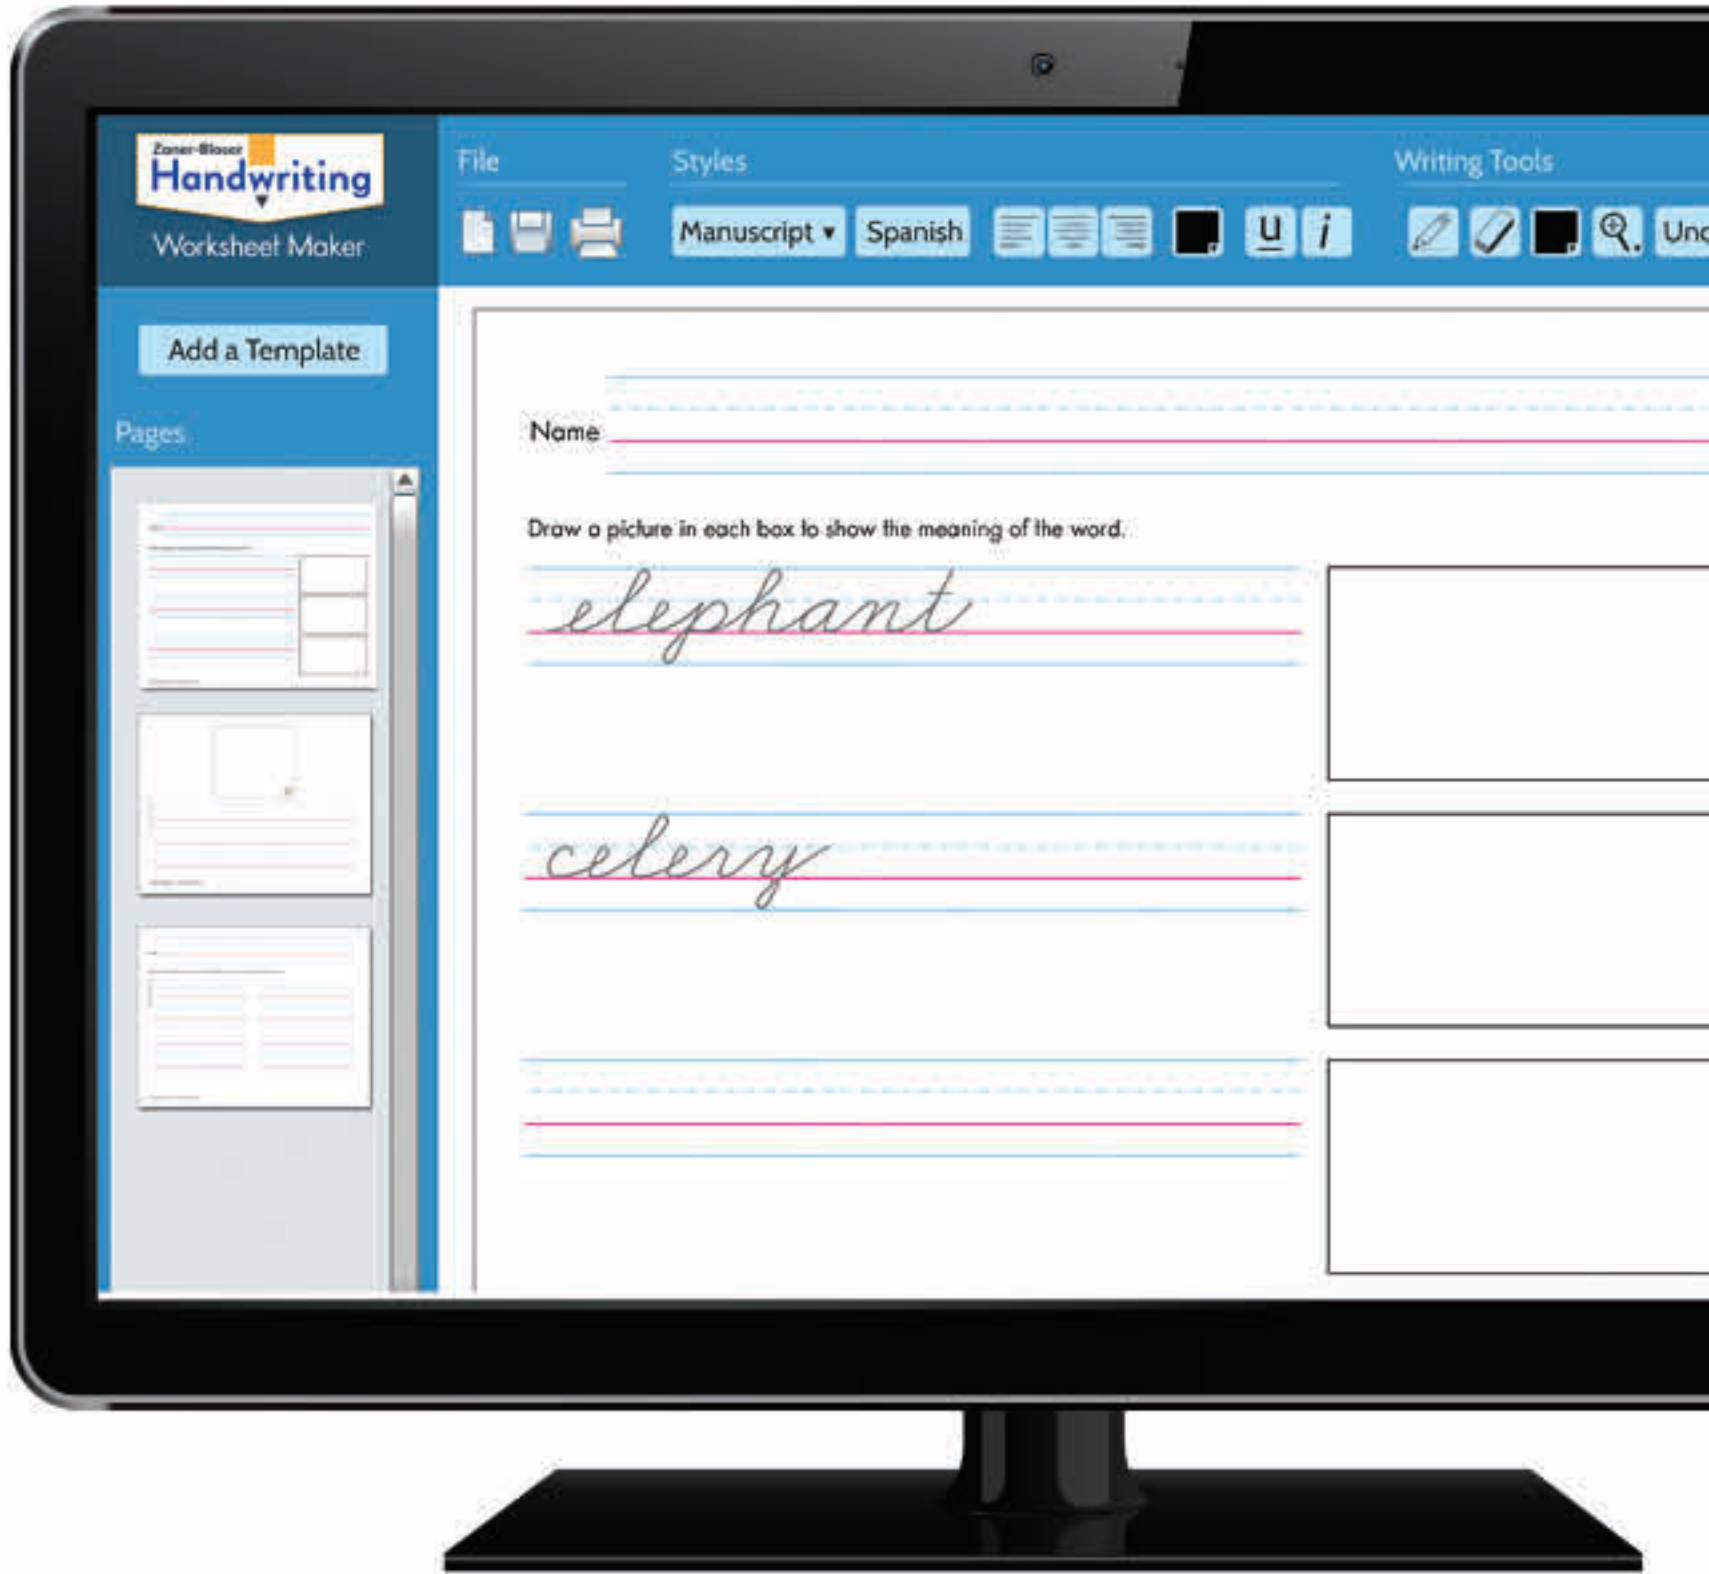 Zaner-Bloser
Handwriting
Worksheet Maker
File
Styles
Writing Tools
Manuscript ▾ Spanish
U i
Add a Template
Pages
Name
Draw a picture in each box to show the meaning of the word.
elephant
celery